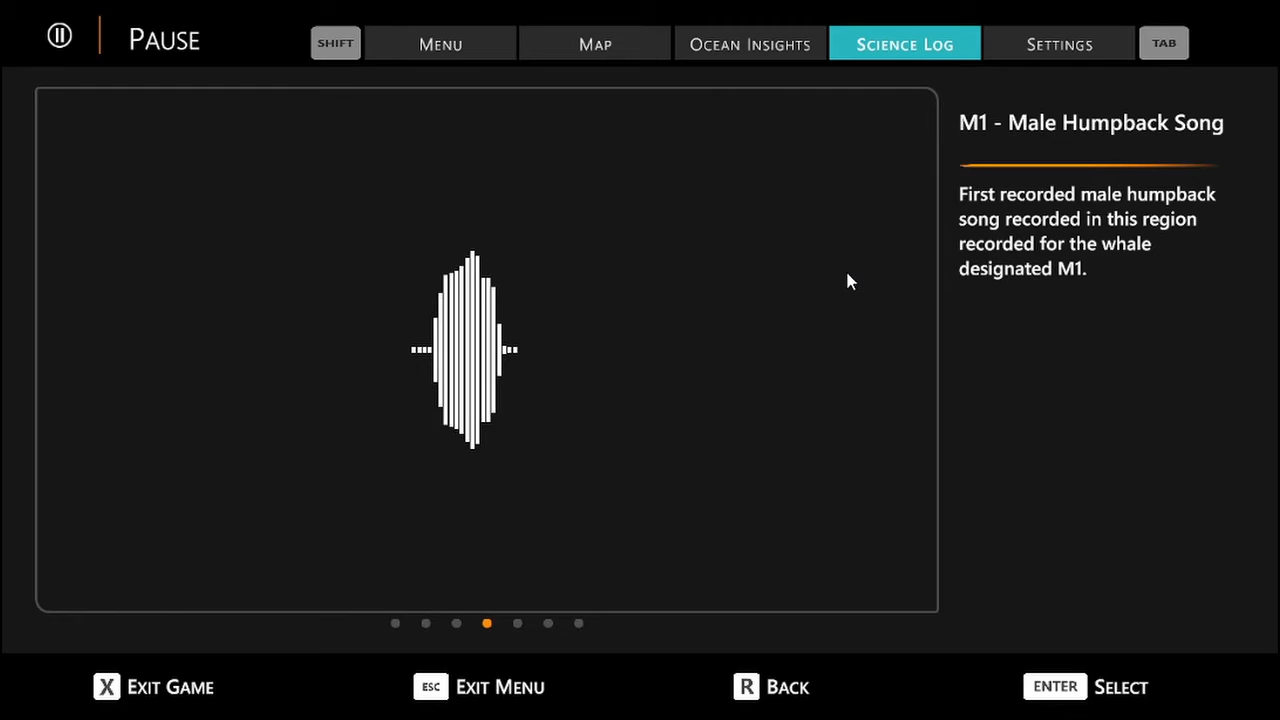 PAUSE
SHIFT
MENU
MAP
OCEAN INSIGHTS
SCIENCE LOG
SETTINGS
TAB
M1 - Male Humpback Song
First recorded male humpback
song recorded in this region
recorded for the whale
designated M1.
X EXIT GAME
ESC EXIT MENU
R BACK
ENTER SELECT